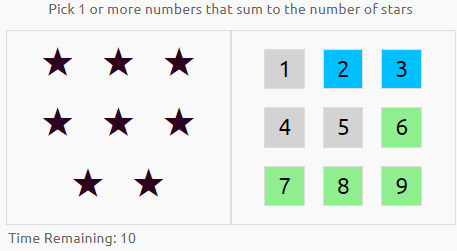 Pick 1 or more numbers that sum to the number of stars
1 2 3
4 5 6
7 8 9
Time Remaining: 10